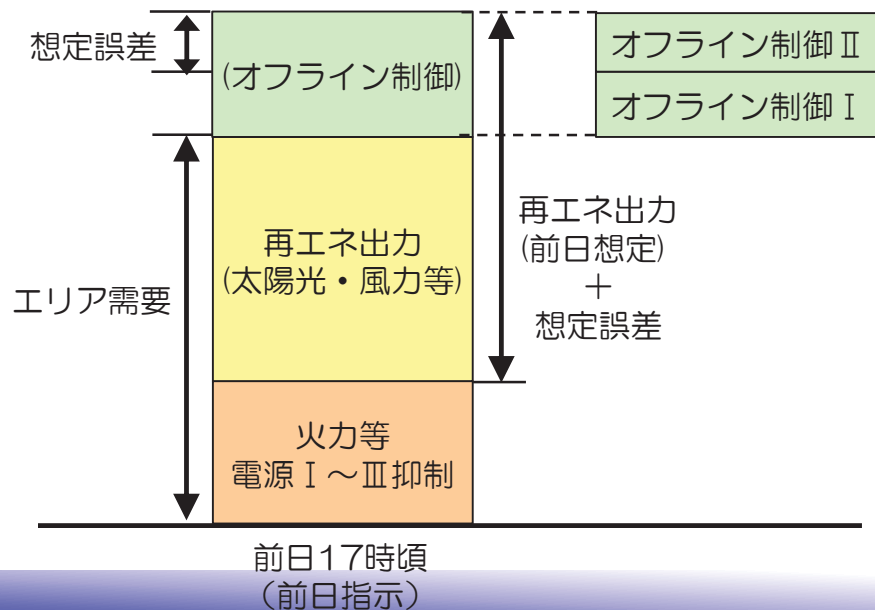 想定誤差
(オフライン制御)
オフライン制御Ⅱ
オフライン制御Ⅰ
エリア需要
再エネ出力
(太陽光・風力等)
再エネ出力
(前日想定)
＋
想定誤差
火力等
電源Ⅰ～Ⅲ抑制
前日17時頃
（前日指示）